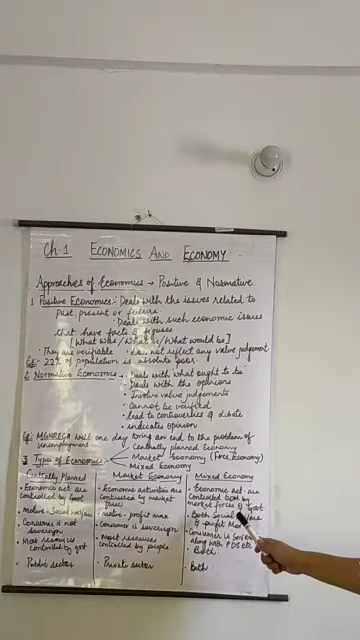 Ch-1 Economics And Economy
Approaches of Economics → Positive & Normative
1. Positive Economics:- Deals with the issues related to
past, present or future
• Deals with such economic issues
that have facts & figures
[What was/What is/What would be]
• They are verifiable • does not reflect any value judgement
Eg:- 22% of population is absolute poor
2. Normative Economics → • Deals with 'what ought to be'
• Deals with the opinions
• Involve value judgements
• Cannot be verified
• lead to controversies & debate
• indicates opinion
Eg:- MGNREGA will one day bring an end to the problem of
unemployment
3. Types of Economies Centrally planned Economy
Market Economy (Free Economy)
Mixed Economy
Centrally Planned
• Economic act are
controlled by govt
• motive - Social welfare
• Consumer is not
sovereign
• Most resources
controlled by govt
• Public sector
Market Economy
• Economic activities are
controlled by market
forces
• motive - profit max
• Consumer is sovereign
• Most resources
controlled by people
• Private sector
Mixed Economy
• Economic act are
controlled both by
market forces & govt
• Both Social
& profit Max
• Consumer is
along with PDS etc
• Both
• Both